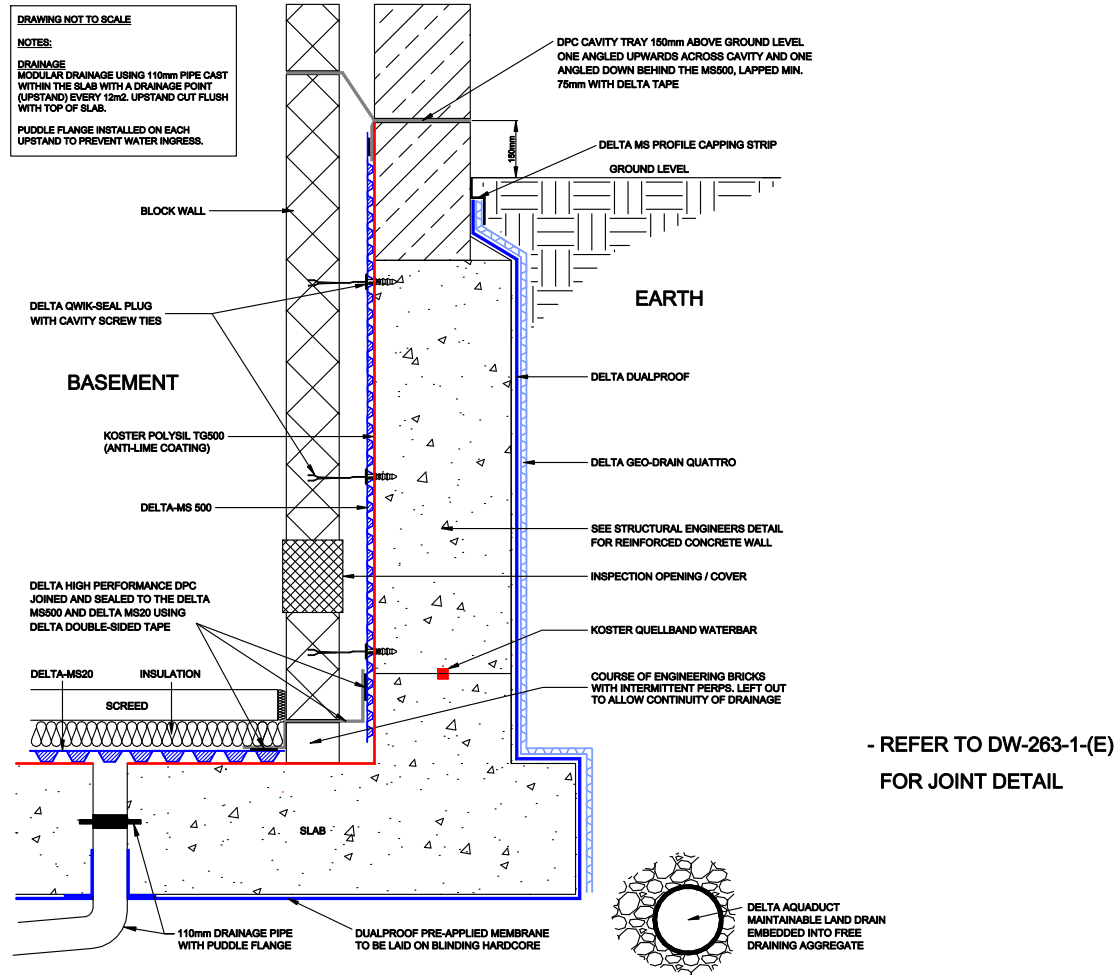 DRAWING NOT TO SCALE
NOTES:
DRAINAGE
MODULAR DRAINAGE USING 110mm PIPE CAST
WITHIN THE SLAB WITH A DRAINAGE POINT
(UPSTAND) EVERY 12m2. UPSTAND CUT FLUSH
WITH TOP OF SLAB.
PUDDLE FLANGE INSTALLED ON EACH
UPSTAND TO PREVENT WATER INGRESS.
DPC CAVITY TRAY 150mm ABOVE GROUND LEVEL
ONE ANGLED UPWARDS ACROSS CAVITY AND ONE
ANGLED DOWN BEHIND THE MS500, LAPPED MIN.
75mm WITH DELTA TAPE
150mm
DELTA MS PROFILE CAPPING STRIP
GROUND LEVEL
BLOCK WALL
EARTH
DELTA QWIK-SEAL PLUG
WITH CAVITY SCREW TIES
BASEMENT
DELTA DUALPROOF
KOSTER POLYSIL TG500
(ANTI-LIME COATING)
DELTA GEO-DRAIN QUATTRO
DELTA-MS 500
SEE STRUCTURAL ENGINEERS DETAIL
FOR REINFORCED CONCRETE WALL
INSPECTION OPENING / COVER
DELTA HIGH PERFORMANCE DPC
JOINED AND SEALED TO THE DELTA
MS500 AND DELTA MS20 USING
DELTA DOUBLE-SIDED TAPE
KOSTER QUELLBAND WATERBAR
DELTA-MS20
INSULATION
COURSE OF ENGINEERING BRICKS
WITH INTERMITTENT PERPS. LEFT OUT
TO ALLOW CONTINUITY OF DRAINAGE
SCREED
- REFER TO DW-263-1-(E)
FOR JOINT DETAIL
SLAB
110mm DRAINAGE PIPE
WITH PUDDLE FLANGE
DUALPROOF PRE-APPLIED MEMBRANE
TO BE LAID ON BLINDING HARDCORE
DELTA AQUADUCT
MAINTAINABLE LAND DRAIN
EMBEDDED INTO FREE
DRAINING AGGREGATE